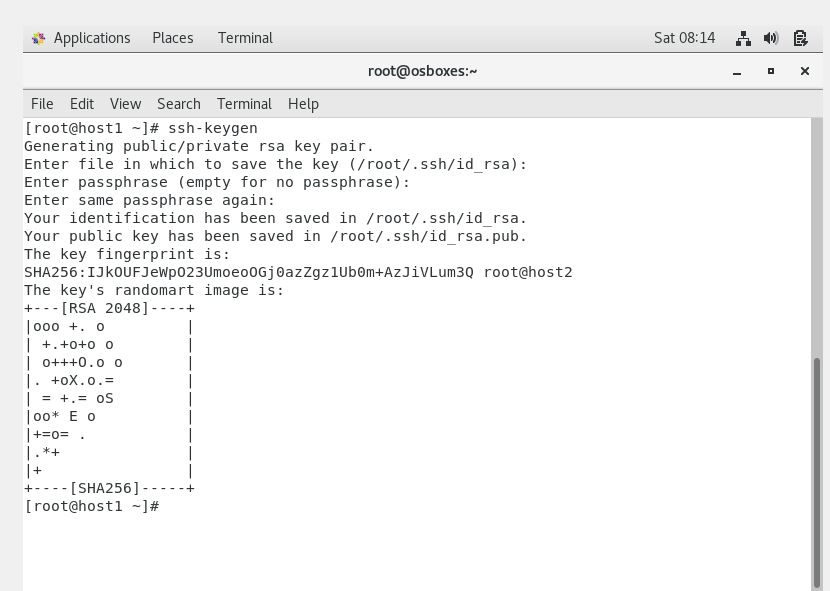 Applications Places Terminal Sat 08:14
root@osboxes:~
File Edit View Search Terminal Help
[root@host1 ~]# ssh-keygen
Generating public/private rsa key pair.
Enter file in which to save the key (/root/.ssh/id_rsa):
Enter passphrase (empty for no passphrase):
Enter same passphrase again:
Your identification has been saved in /root/.ssh/id_rsa.
Your public key has been saved in /root/.ssh/id_rsa.pub.
The key fingerprint is:
SHA256:IJkOUFJeWpO23UmoeoOGj0azZgz1Ub0m+AzJiVLum3Q root@host2
The key's randomart image is:
+---[RSA 2048]----+
|ooo +. o         |
| +.+o+o o        |
| o+++O.o o       |
|. +oX.o.=        |
| = +.= oS        |
|oo* E o          |
|+=o= .           |
|.*+              |
|+                |
+----[SHA256]-----+
[root@host1 ~]#